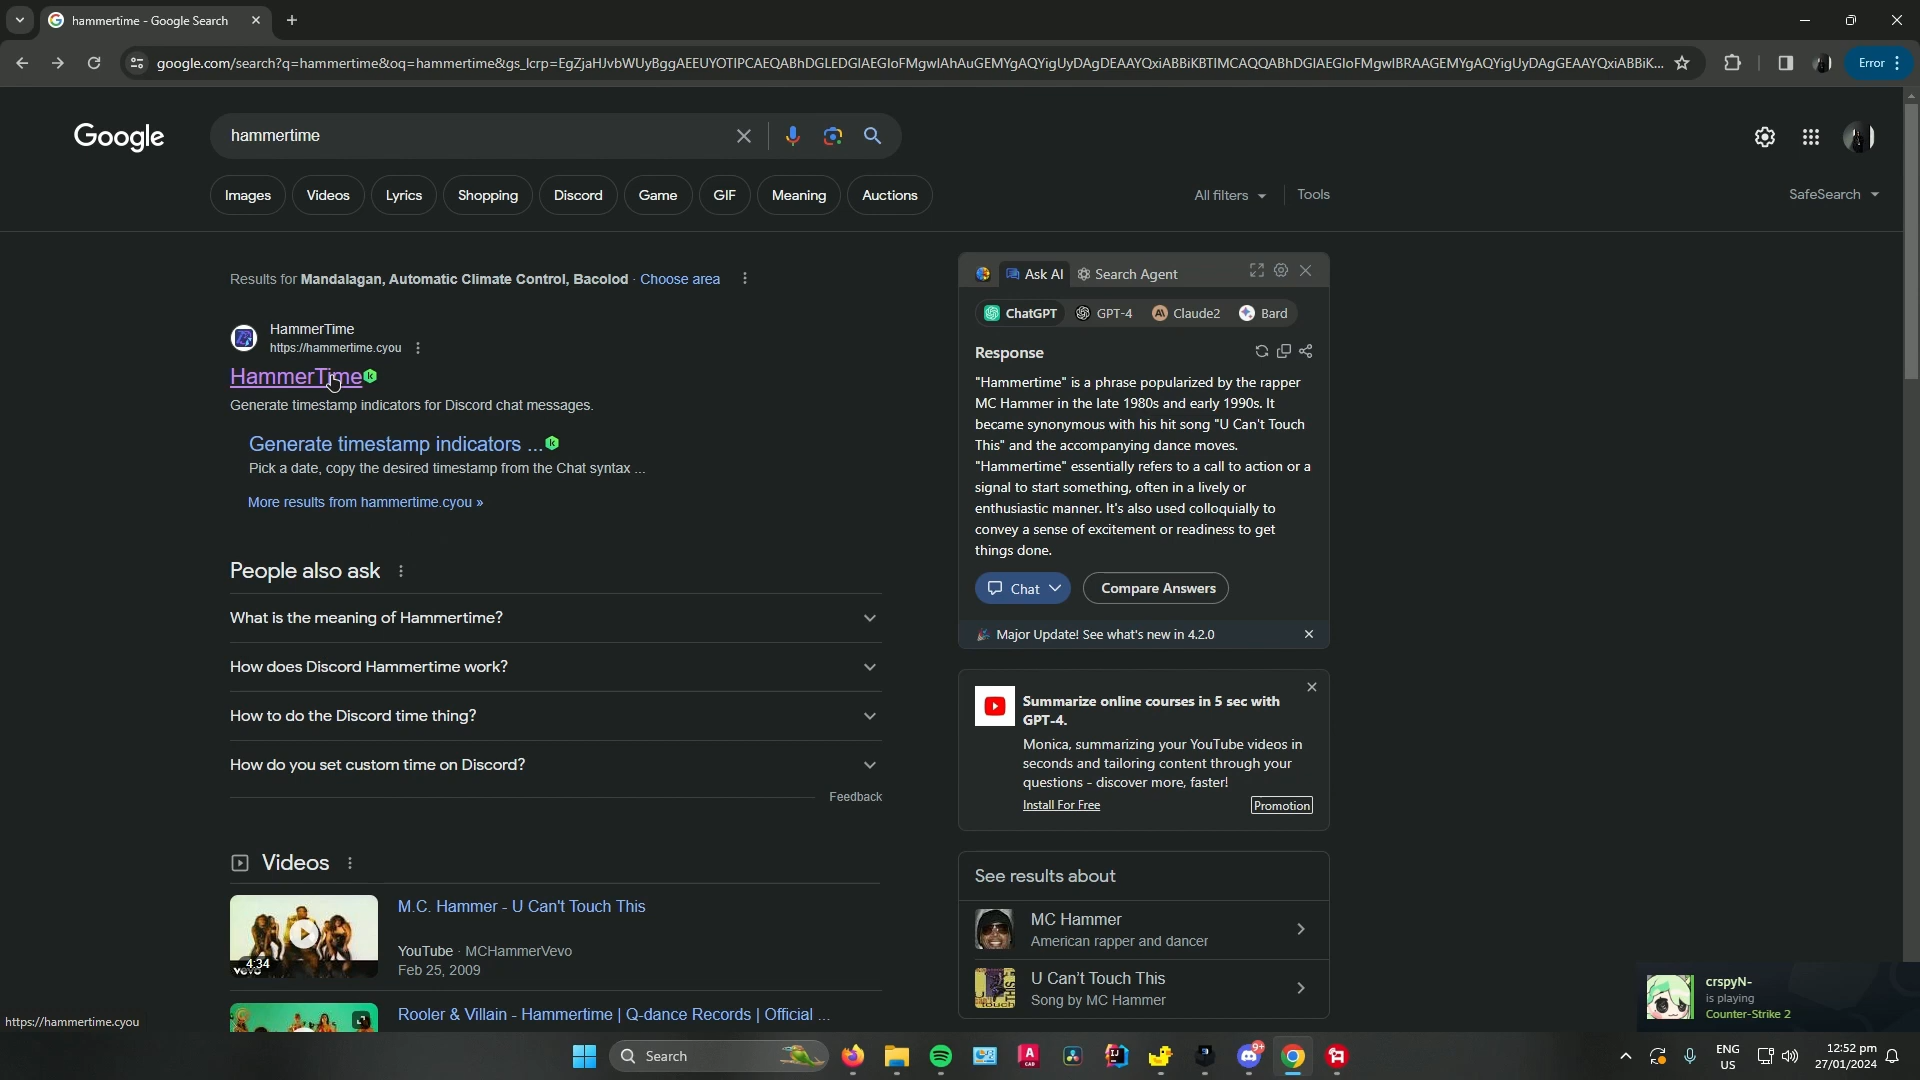 hammertime - Google Search
google.com/search?q=hammertime&oq=hammertime&gs_lcrp=EgZjaHJvbWUyBggAEEUYOTIPCAEQABhDGLEDGIAEGIoFMgwIAhAuGEMYgAQYigUyDAgDEAAYQxiABBiKBTIMCAQQABhDGIAEGIoFMgwIBRAAGEMYgAQYigUyDAgGEAAYQxiABBiK...
Error
Google
hammertime
Images
Videos
Lyrics
Shopping
Discord
Game
GIF
Meaning
Auctions
All filters
Tools
SafeSearch
Results for Mandalagan, Automatic Climate Control, Bacolod · Choose area
HammerTime
https://hammertime.cyou
HammerTime
Generate timestamp indicators for Discord chat messages.
Generate timestamp indicators ...
Pick a date, copy the desired timestamp from the Chat syntax ...
More results from hammertime.cyou »
People also ask
What is the meaning of Hammertime?
How does Discord Hammertime work?
How to do the Discord time thing?
How do you set custom time on Discord?
Feedback
Videos
4:34
vevo
M.C. Hammer - U Can't Touch This
YouTube · MCHammerVevo
Feb 25, 2009
Rooler & Villain - Hammertime | Q-dance Records | Official ...
Ask AI
Search Agent
ChatGPT
GPT-4
Claude2
Bard
Response
"Hammertime" is a phrase popularized by the rapper
MC Hammer in the late 1980s and early 1990s. It
became synonymous with his hit song "U Can't Touch
This" and the accompanying dance moves.
"Hammertime" essentially refers to a call to action or a
signal to start something, often in a lively or
enthusiastic manner. It's also used colloquially to
convey a sense of excitement or readiness to get
things done.
Chat
Compare Answers
Major Update! See what's new in 4.2.0
Summarize online courses in 5 sec with
GPT-4.
Monica, summarizing your YouTube videos in
seconds and tailoring content through your
questions - discover more, faster!
Install For Free
Promotion
See results about
MC Hammer
American rapper and dancer
U Can't Touch This
Song by MC Hammer
crspyN-
is playing
Counter-Strike 2
https://hammertime.cyou
Search
9+
ENG
US
12:52 pm
27/01/2024